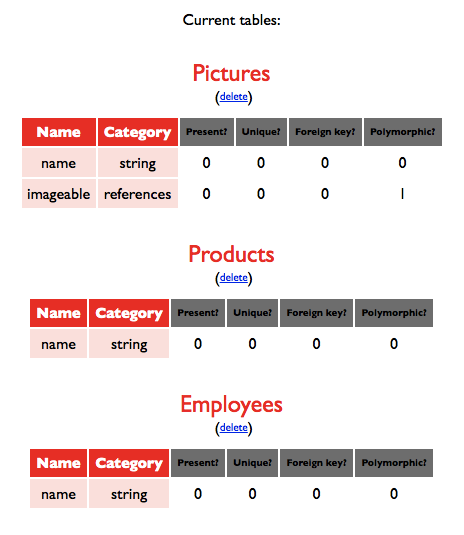 Current tables:
Pictures
(delete)
Name Category Present? Unique? Foreign key? Polymorphic?
name string 0 0 0 0
imageable references 0 0 0 1
Products
(delete)
Name Category Present? Unique? Foreign key? Polymorphic?
name string 0 0 0 0
Employees
(delete)
Name Category Present? Unique? Foreign key? Polymorphic?
name string 0 0 0 0